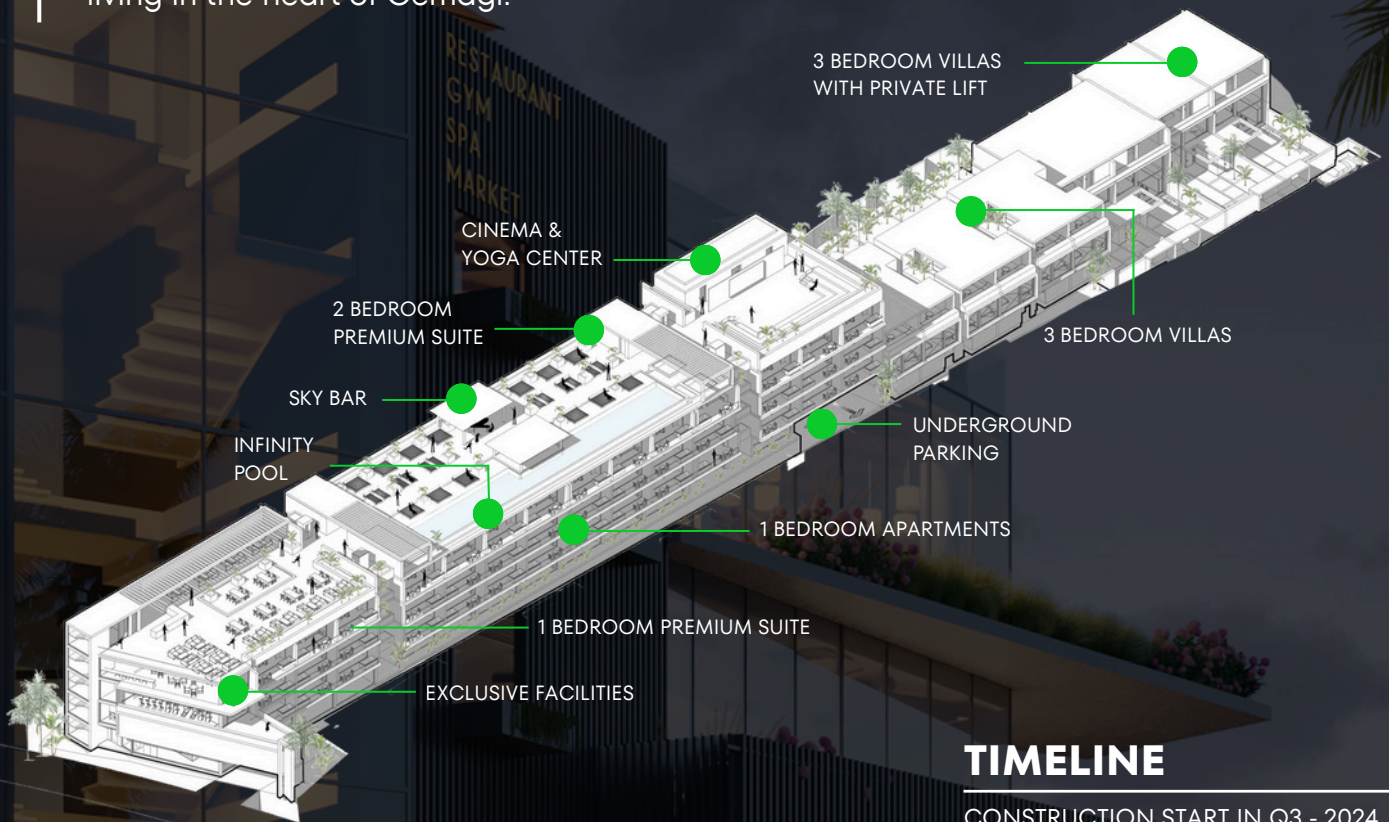 living in the heart of Cemagi.
RESTAURANT
GYM
SPA
MARKET
3 BEDROOM VILLAS
WITH PRIVATE LIFT
CINEMA &
YOGA CENTER
2 BEDROOM
PREMIUM SUITE
3 BEDROOM VILLAS
SKY BAR
INFINITY
POOL
UNDERGROUND
PARKING
1 BEDROOM APARTMENTS
1 BEDROOM PREMIUM SUITE
EXCLUSIVE FACILITIES
TIMELINE
CONSTRUCTION START IN Q3 - 2024